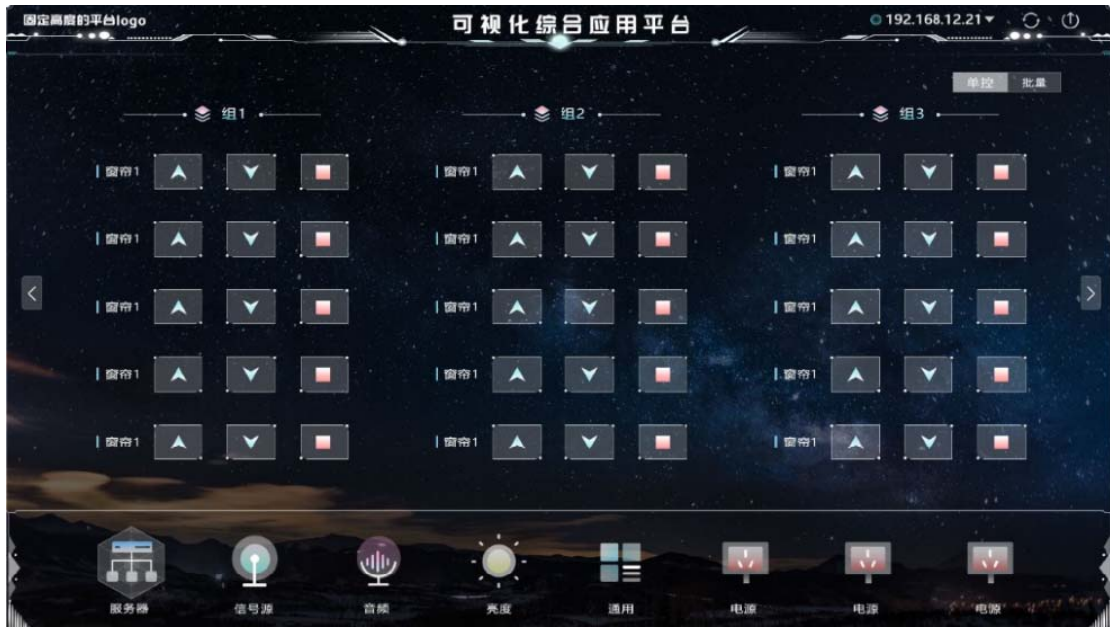 固定高度的平台logo
可视化综合应用平台
192.168.12.21
单控 批量
组1 组2 组3
窗帘1 窗帘1 窗帘1
窗帘1 窗帘1 窗帘1
窗帘1 窗帘1 窗帘1
窗帘1 窗帘1 窗帘1
窗帘1 窗帘1 窗帘1
服务器 信号源 音频 亮度 通用 电源 电源 电源